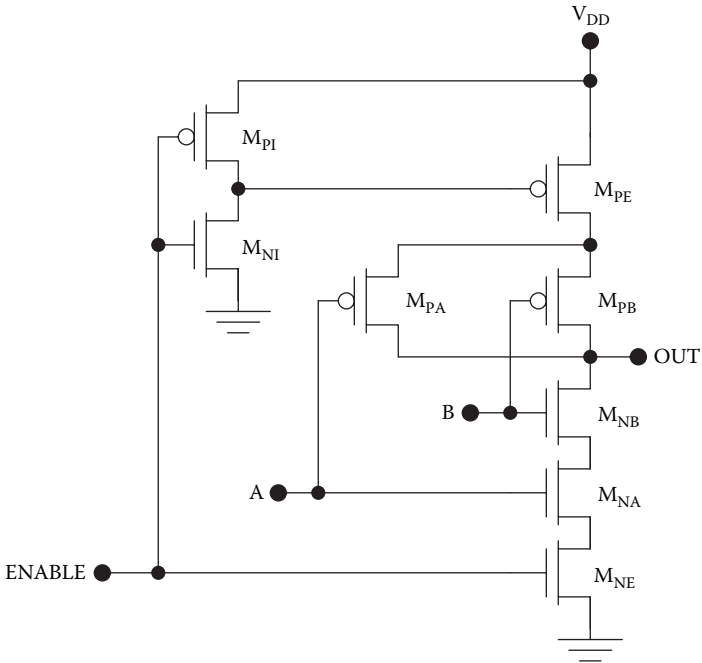 V_DD
M_PI
M_PE
M_NI
M_PA
M_PB
OUT
B
M_NB
A
M_NA
ENABLE
M_NE